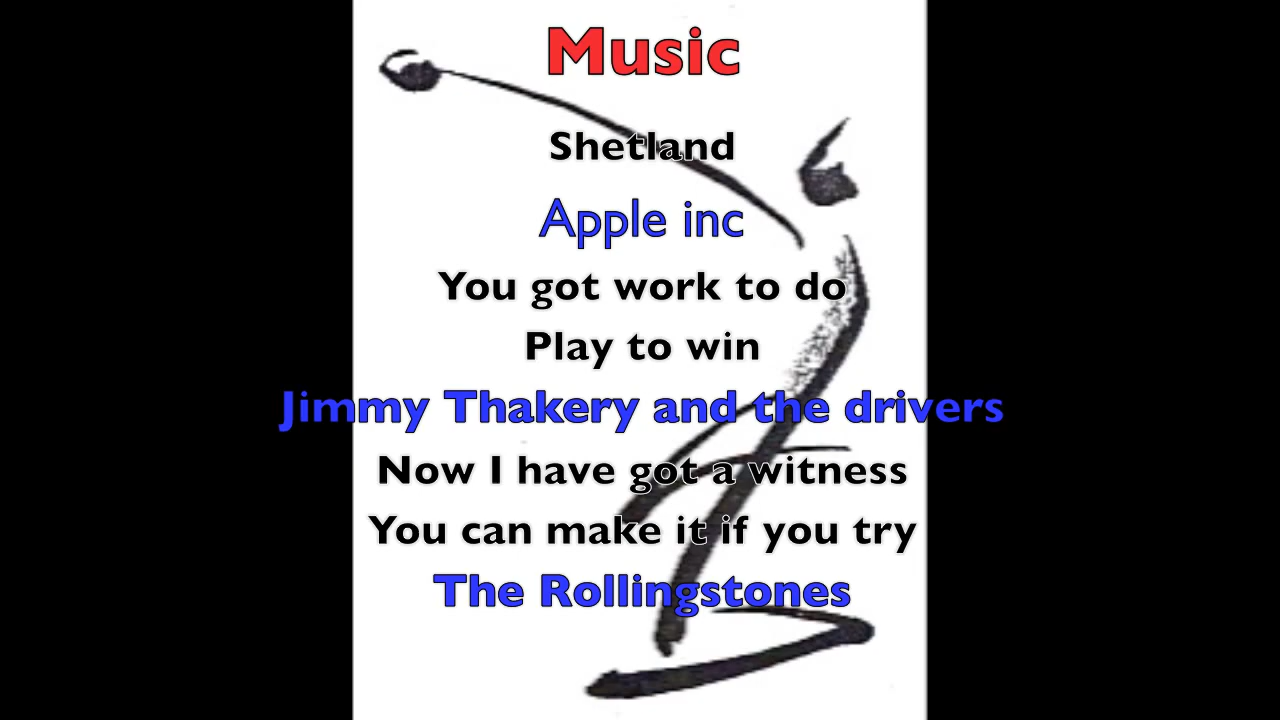 Music
Shetland
Apple inc
You got work to do
Play to win
Jimmy Thakery and the drivers
Now I have got a witness
You can make it if you try
The Rollingstones